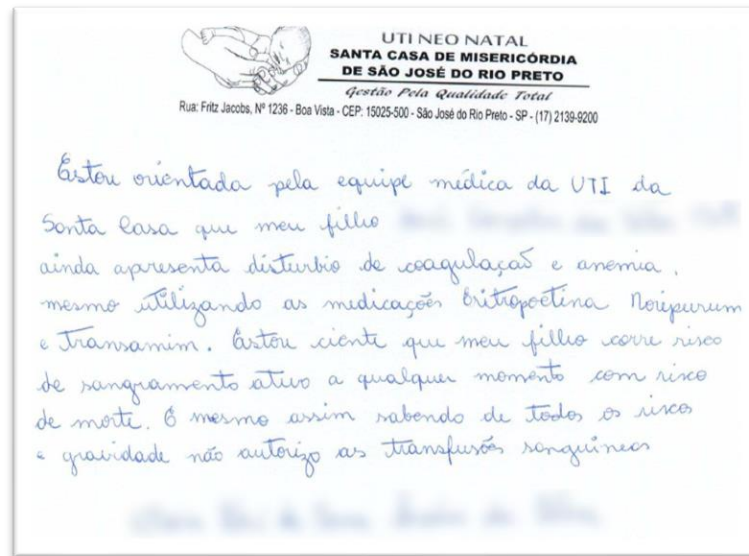 UTI NEO NATAL
SANTA CASA DE MISERICÓRDIA
DE SÃO JOSÉ DO RIO PRETO
Gestão Pela Qualidade Total
Rua: Fritz Jacobs, Nº 1236 - Boa Vista - CEP: 15025-500 - São José do Rio Preto - SP - (17) 2139-9200
Estou orientada pela equipe médica da UTI da
Santa Casa que meu filho
ainda apresenta disturbio de coagulação e anemia,
mesmo utilizando as medicações Eritropoetina Noripurum
e Transamim. Estou ciente que meu filho corre risco
de sangramento ativo a qualquer momento com risco
de morte. E mesmo assim sabendo de todos os riscos
e gravidade não autorizo as transfusões sanguineas